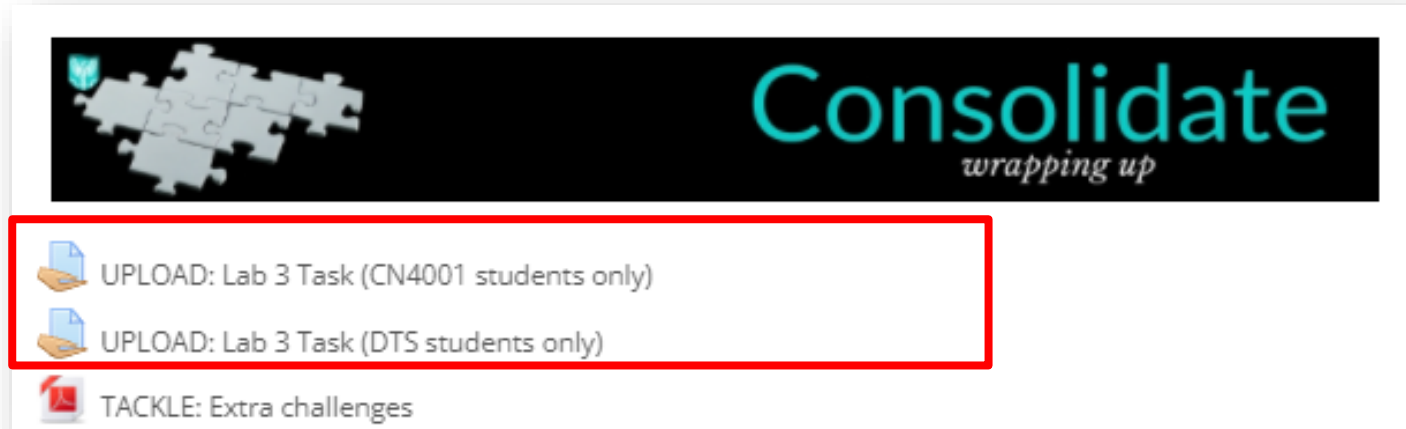 Consolidate
wrapping up
UPLOAD: Lab 3 Task (CN4001 students only)
UPLOAD: Lab 3 Task (DTS students only)
TACKLE: Extra challenges